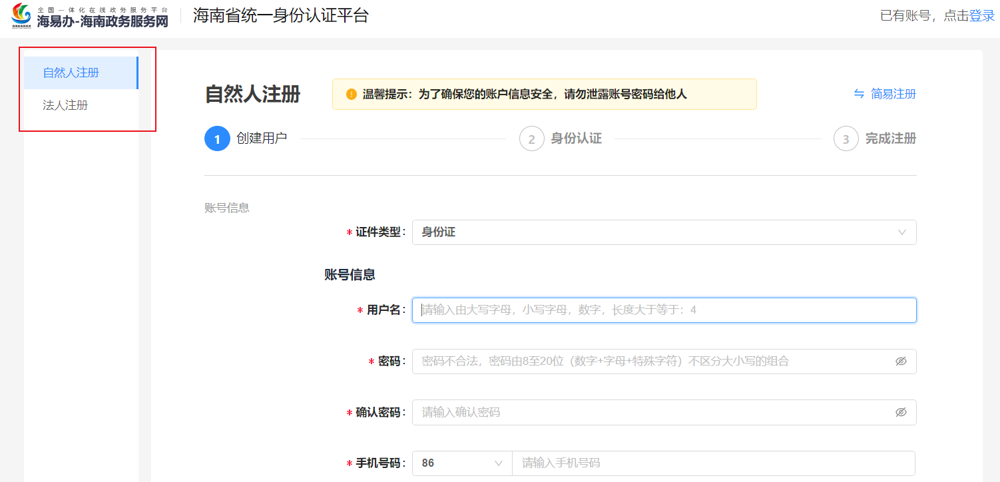 全国一体化在线政务服务平台
海易办-海南政务服务网
海南省统一身份认证平台
已有账号，点击登录
自然人注册
法人注册
自然人注册
温馨提示：为了确保您的账户信息安全，请勿泄露账号密码给他人
简易注册
1 创建用户
2 身份认证
3 完成注册
账号信息
* 证件类型： 身份证
账号信息
* 用户名： 请输入由大写字母，小写字母，数字，长度大于等于：4
* 密码： 密码不合法，密码由8至20位（数字+字母+特殊字符）不区分大小写的组合
* 确认密码： 请输入确认密码
* 手机号码： 86 请输入手机号码